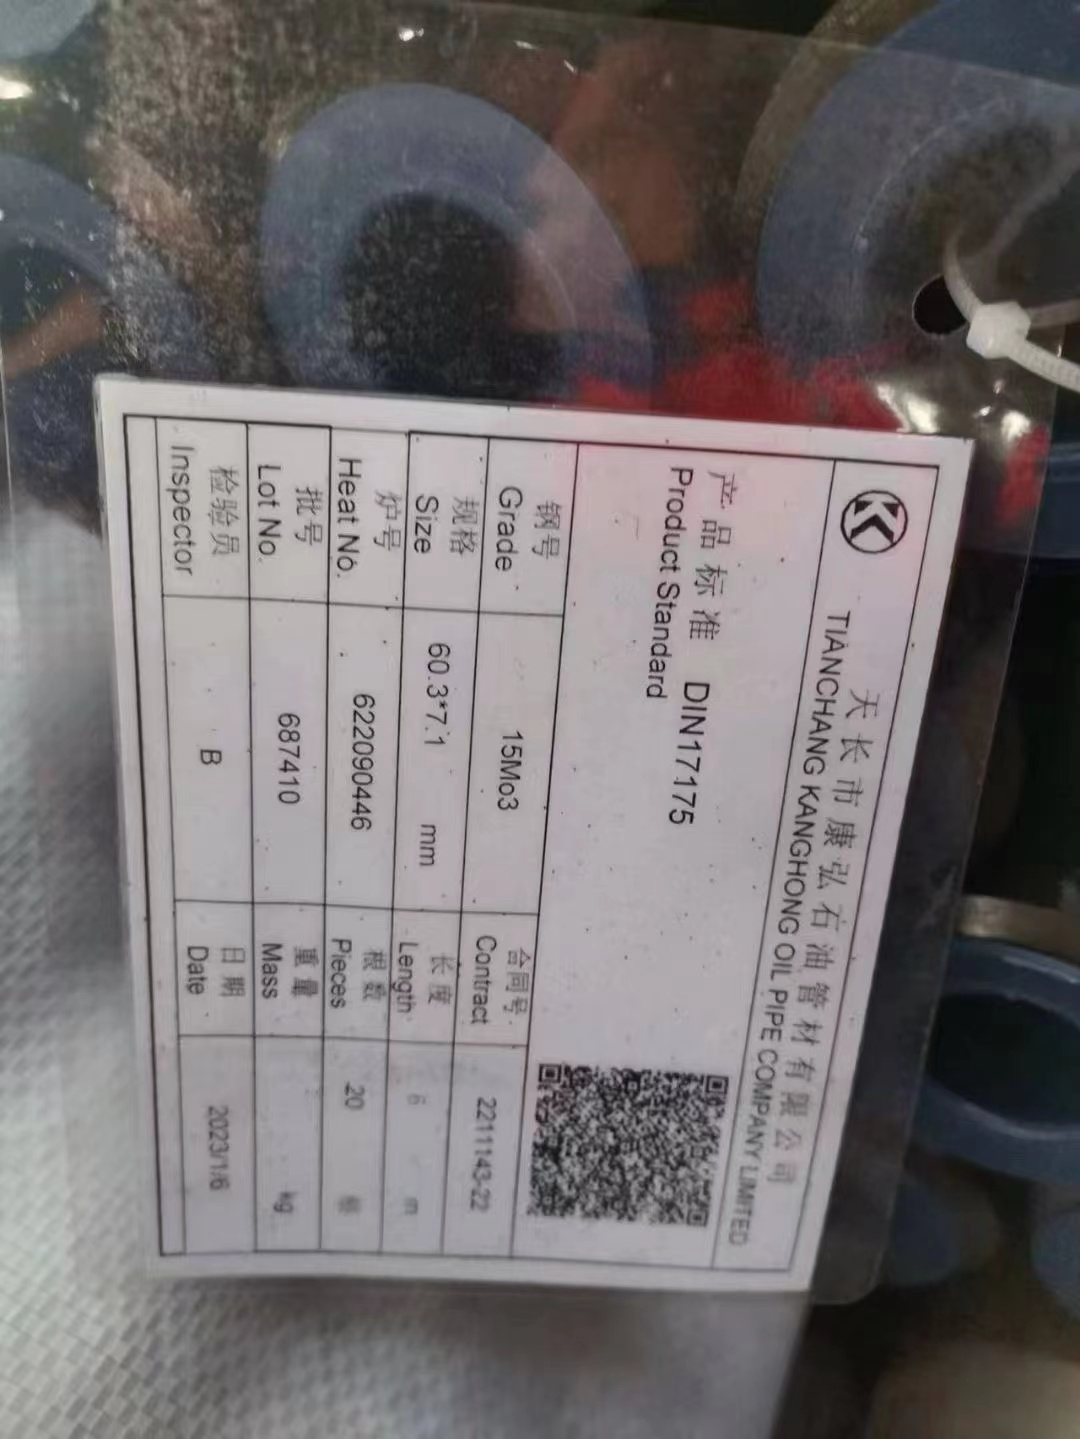 天长市康弘石油管材有限公司
TIANCHANG KANGHONG OIL PIPE COMPANY LIMITED
产品标准 DIN17175
Product Standard
钢号 15Mo3 合同号
Grade Contract 2211143-22
规格 60.3*7.1 mm 长度 6 m
Size Length
炉号 622090446 根数 20 根
Heat No. Pieces
批号 687410 重量 kg
Lot No. Mass
检验员 B 日期 2023/1/6
Inspector Date